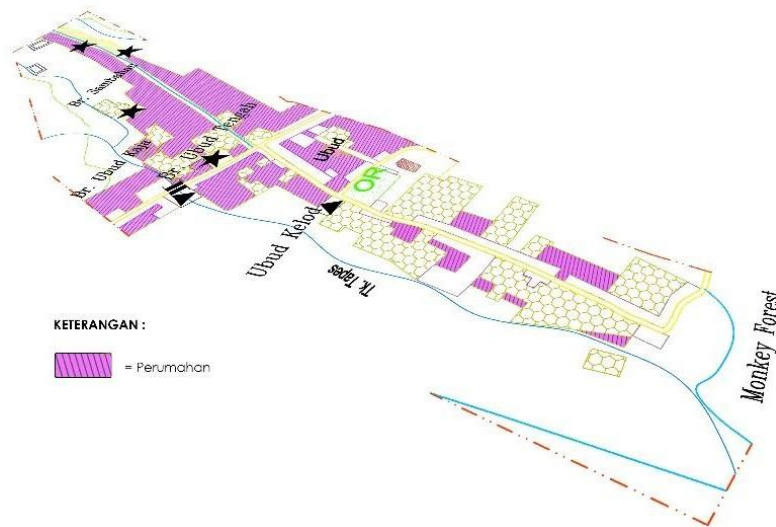 Br. Sambahan
Br. Ubud Kaja
Br. Ubud Tengah
Ubud
OR
Ubud Kelod
Tk. Tapes
Monkey Forest
KETERANGAN :
= Perumahan